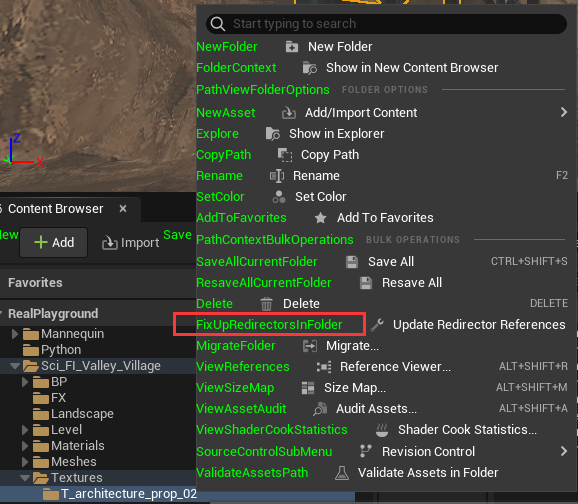 Start typing to search
NewFolder New Folder
FolderContext Show in New Content Browser
PathViewFolderOptions FOLDER OPTIONS
NewAsset Add/Import Content
Explore Show in Explorer
CopyPath Copy Path
Rename Rename F2
SetColor Set Color
AddToFavorites Add To Favorites
PathContextBulkOperations BULK OPERATIONS
SaveAllCurrentFolder Save All CTRL+SHIFT+S
ResaveAllCurrentFolder Resave All
Delete Delete DELETE
FixUpRedirectorsInFolder Update Redirector References
MigrateFolder Migrate...
ViewReferences Reference Viewer... ALT+SHIFT+R
ViewSizeMap Size Map... ALT+SHIFT+M
ViewAssetAudit Audit Assets... ALT+SHIFT+A
ViewShaderCookStatistics Shader Cook Statistics...
SourceControlSubMenu Revision Control
ValidateAssetsPath Validate Assets in Folder
Z
X
Content Browser
Add Import Save
Favorites
RealPlayground
Mannequin
Python
Sci_FI_Valley_Village
BP
FX
Landscape
Level
Materials
Meshes
Textures
T_architecture_prop_02